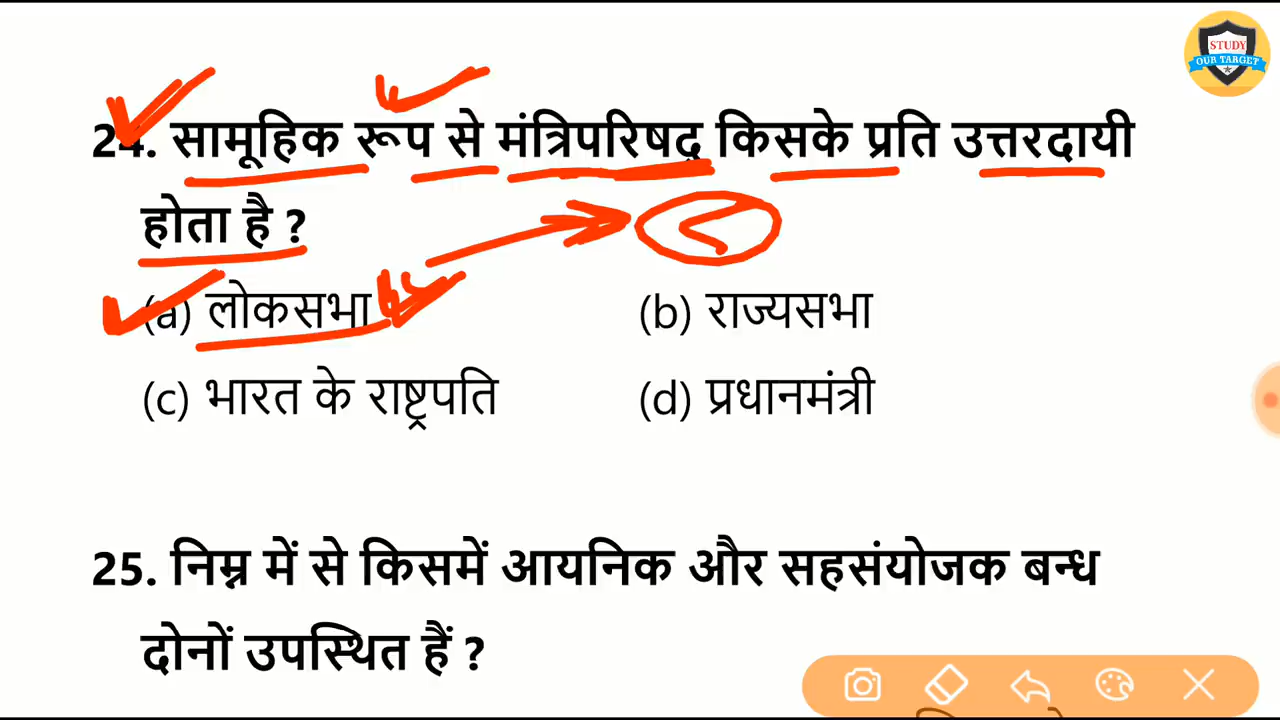 STUDY
OUR TARGET
24. सामूहिक रूप से मंत्रिपरिषद् किसके प्रति उत्तरदायी
होता है ?
(a) लोकसभा (b) राज्यसभा
(c) भारत के राष्ट्रपति (d) प्रधानमंत्री
25. निम्न में से किसमें आयनिक और सहसंयोजक बन्ध
दोनों उपस्थित हैं ?